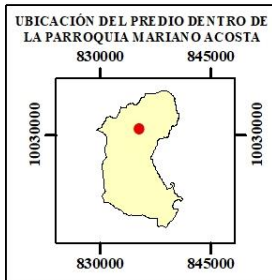 UBICACIÓN DEL PREDIO DENTRO DE
LA PARROQUIA MARIANO ACOSTA
830000 845000
10030000 10030000
830000 845000